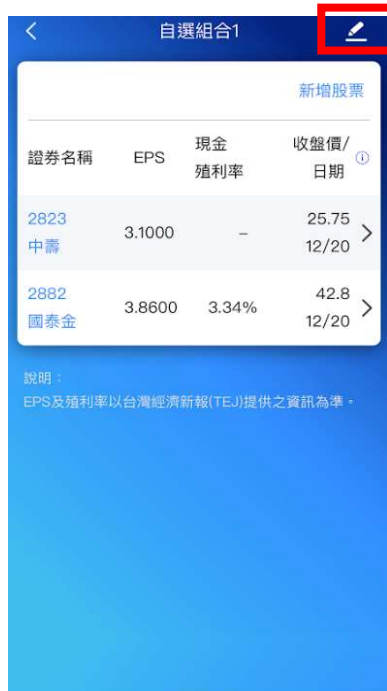 自選組合1
新增股票
證券名稱 EPS 現金殖利率 收盤價/日期
2823 中壽 3.1000 – 25.75 12/20
2882 國泰金 3.8600 3.34% 42.8 12/20
說明：
EPS及殖利率以台灣經濟新報(TEJ)提供之資訊為準。